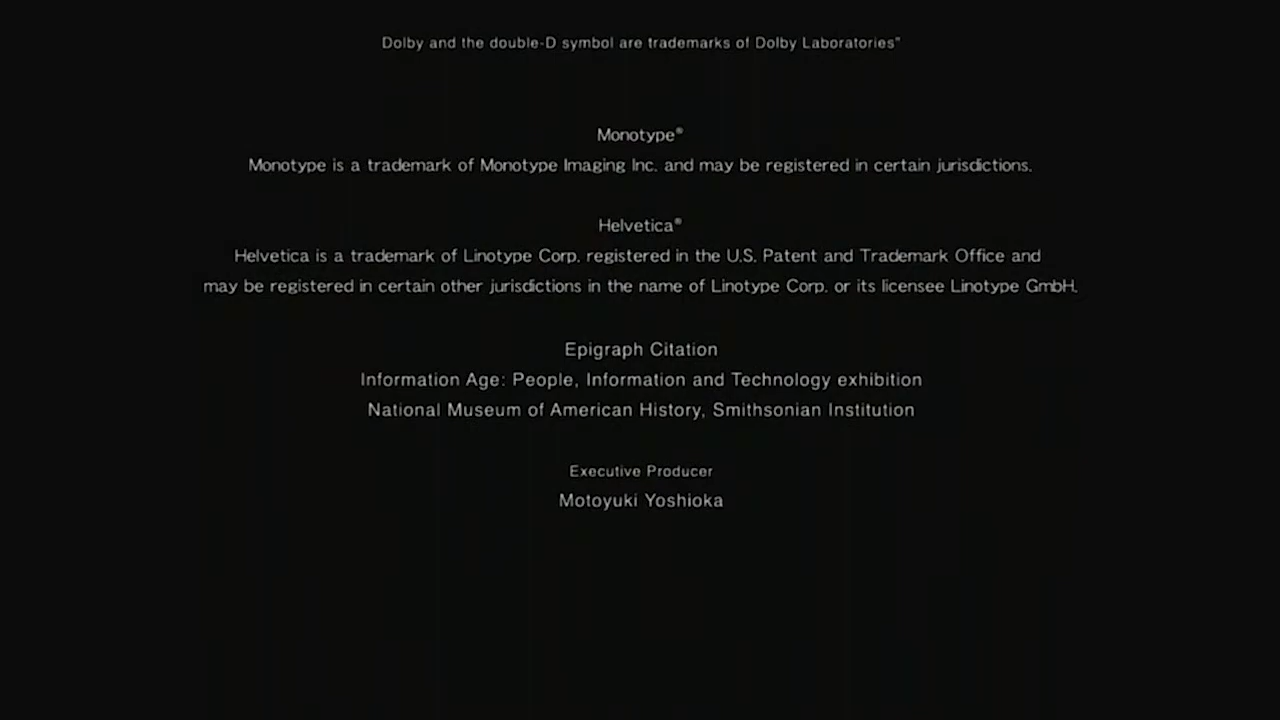 Dolby and the double-D symbol are trademarks of Dolby Laboratories"
Monotype®
Monotype is a trademark of Monotype Imaging Inc. and may be registered in certain jurisdictions.
Helvetica®
Helvetica is a trademark of Linotype Corp. registered in the U.S. Patent and Trademark Office and
may be registered in certain other jurisdictions in the name of Linotype Corp. or its licensee Linotype GmbH.
Epigraph Citation
Information Age: People, Information and Technology exhibition
National Museum of American History, Smithsonian Institution
Executive Producer
Motoyuki Yoshioka